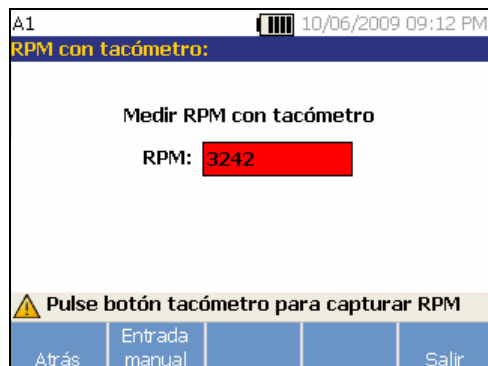 A1 10/06/2009 09:12 PM
RPM con tacómetro:
Medir RPM con tacómetro
RPM: 3242
Pulse botón tacómetro para capturar RPM
Atrás Entrada manual Salir